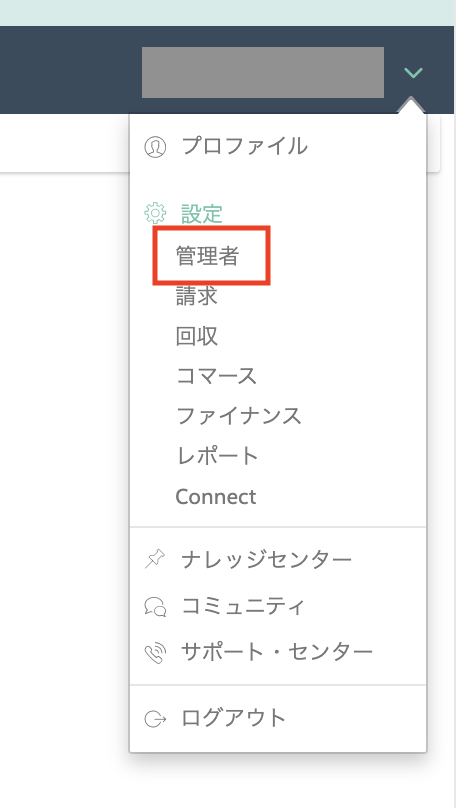 プロファイル
設定
管理者
請求
回収
コマース
ファイナンス
レポート
Connect
ナレッジセンター
コミュニティ
サポート・センター
ログアウト